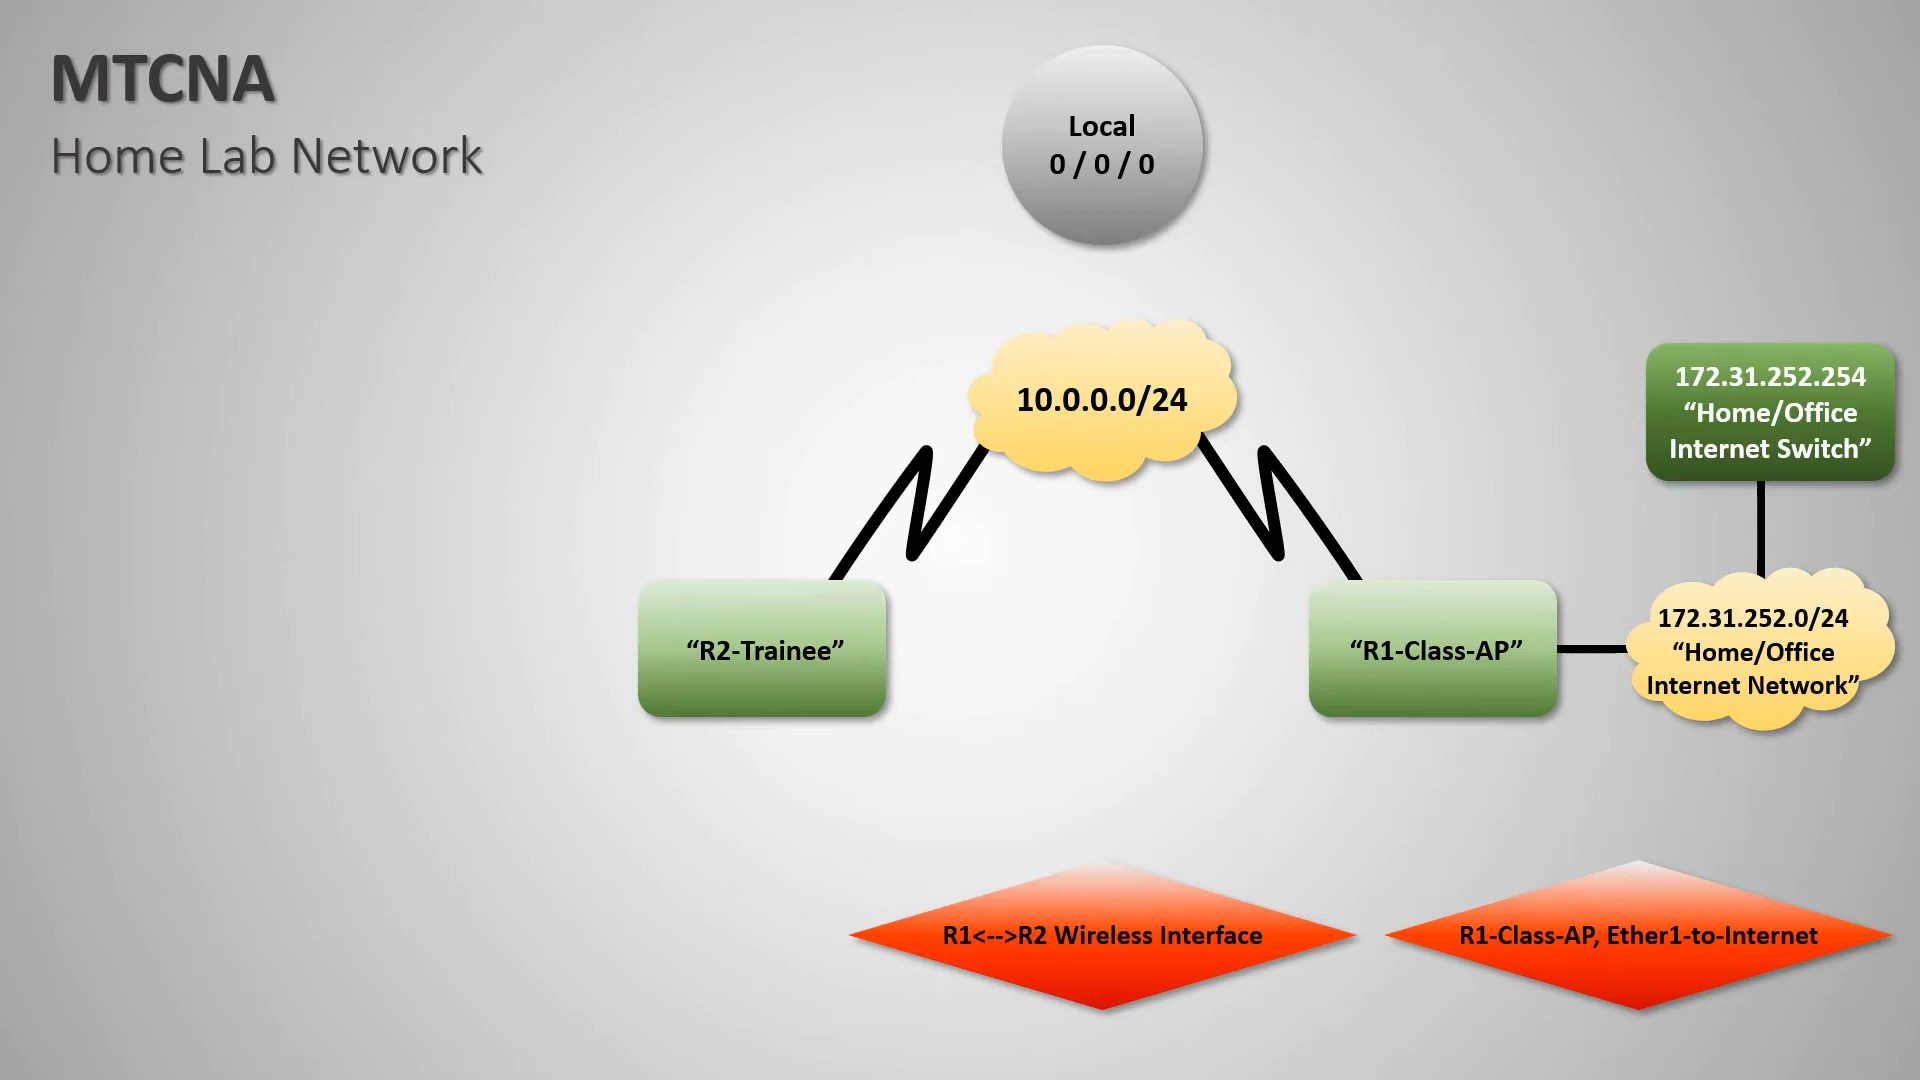 MTCNA
Home Lab Network
Local
0 / 0 / 0
10.0.0.0/24
172.31.252.254
“Home/Office
Internet Switch”
“R2-Trainee”
“R1-Class-AP”
172.31.252.0/24
“Home/Office
Internet Network”
R1<-->R2 Wireless Interface
R1-Class-AP, Ether1-to-Internet